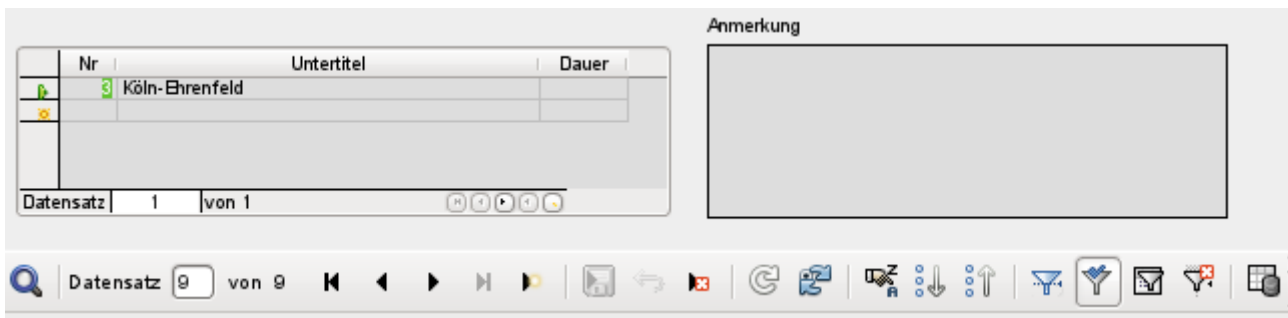 Anmerkung
Nr Untertitel Dauer
3 Köln-Ehrenfeld
Datensatz 1 von 1
Datensatz 9 von 9